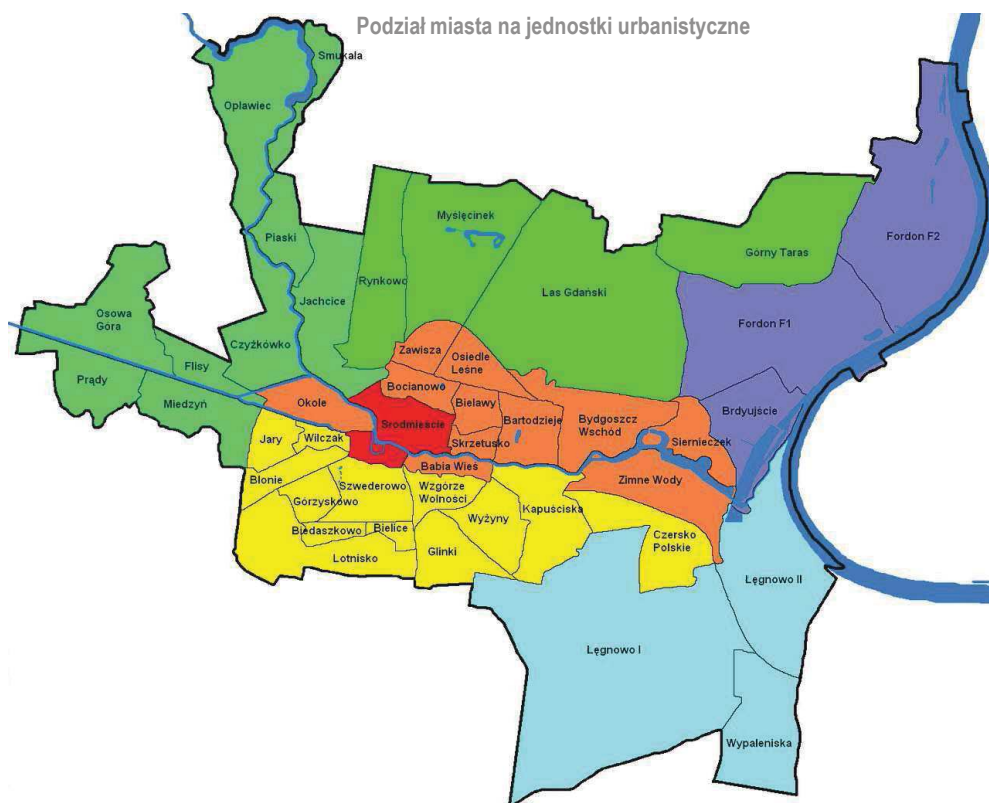 Podział miasta na jednostki urbanistyczne
Smukała
Opławiec
Myslęcinek
Piaski
Fordon F2
Górny Taras
Rynkowo
Las Gdański
Jachcice
Osowa
Góra
Fordon F1
Czyżkówko
Zawisza
Osiedle
Leśne
Flisy
Prądy
Bocianowo
Miedzyń
Okole
Bielawy
Brdyujście
Srodmieście
Bartodzieje
Bydgoszcz
Wschód
Jary
Wilczak
Skrzetusko
Siernieczek
Babia Wieś
Błonie
Szwederowo
Wzgórze
Wolności
Zimne Wody
Górzyskowo
Kapuściska
Wyżyny
Biedaszkowo
Bielice
Czersko
Polskie
Lotnisko
Glinki
Łęgnowo II
Łęgnowo I
Wypaleniska